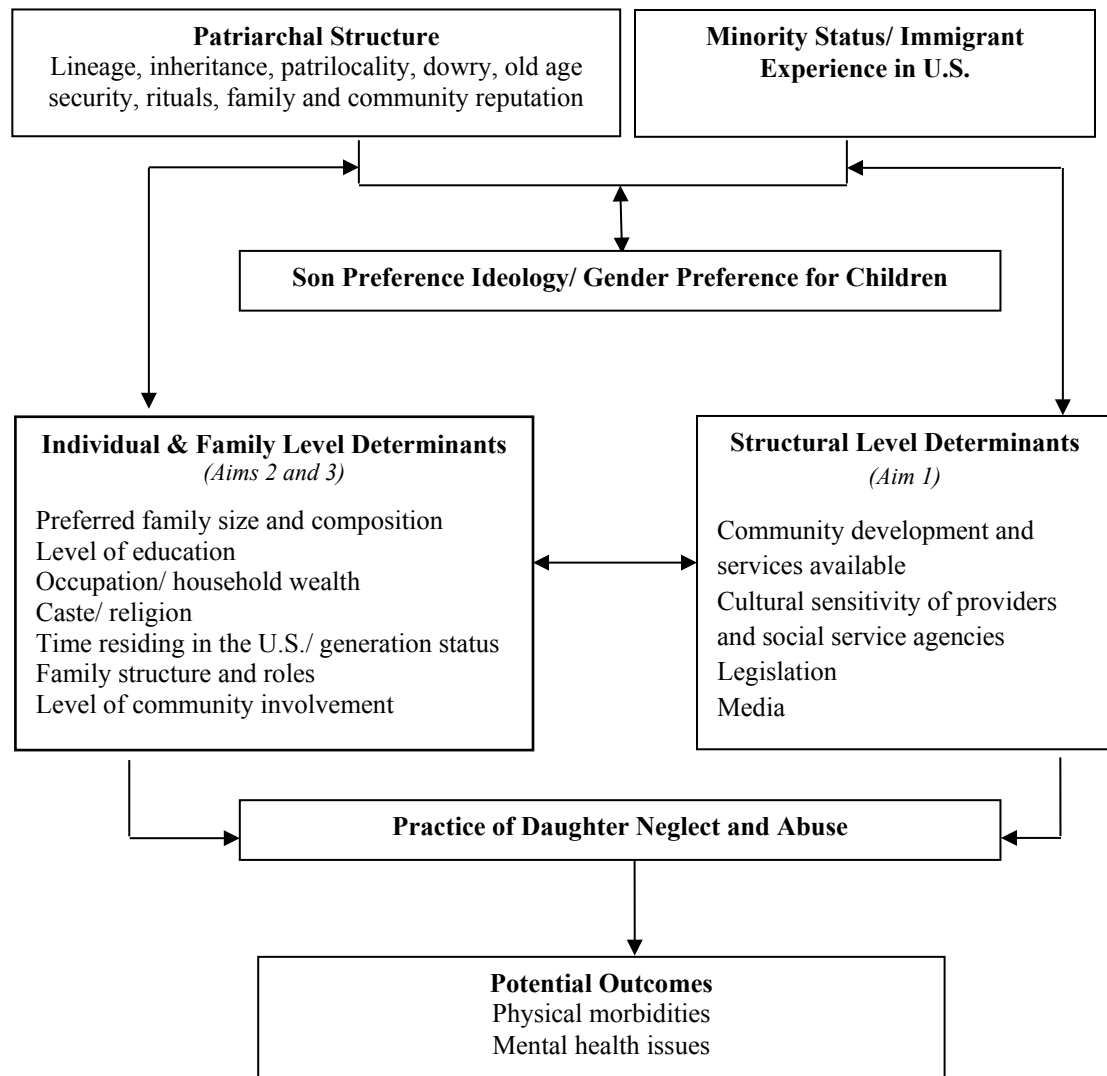 Patriarchal Structure
Lineage, inheritance, patrilocality, dowry, old age
security, rituals, family and community reputation
Minority Status/ Immigrant
Experience in U.S.
Son Preference Ideology/ Gender Preference for Children
Individual & Family Level Determinants
(Aims 2 and 3)
Preferred family size and composition
Level of education
Occupation/ household wealth
Caste/ religion
Time residing in the U.S./ generation status
Family structure and roles
Level of community involvement
Structural Level Determinants
(Aim 1)
Community development and
services available
Cultural sensitivity of providers
and social service agencies
Legislation
Media
Practice of Daughter Neglect and Abuse
Potential Outcomes
Physical morbidities
Mental health issues